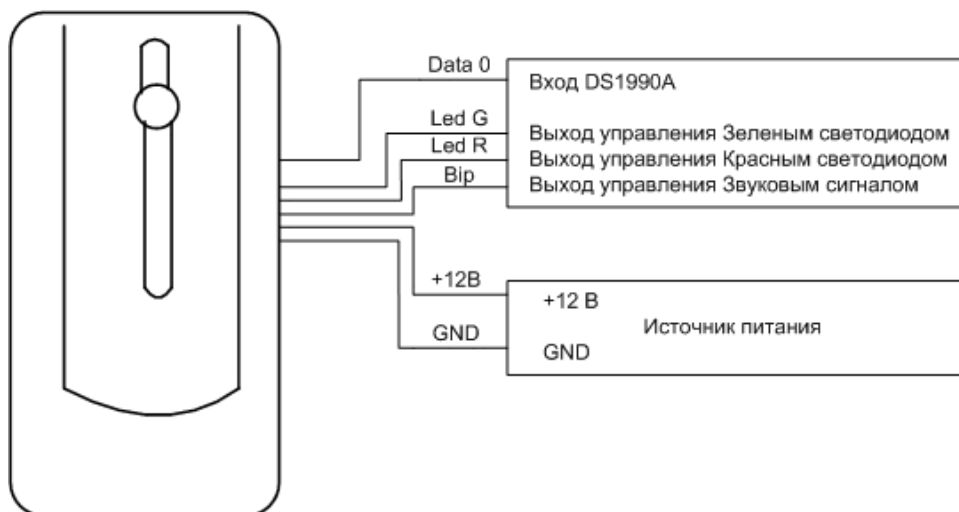 Data 0
Вход DS1990A
Led G
Выход управления Зеленым светодиодом
Led R
Выход управления Красным светодиодом
Bip
Выход управления Звуковым сигналом
+12В
+12 В
Источник питания
GND
GND